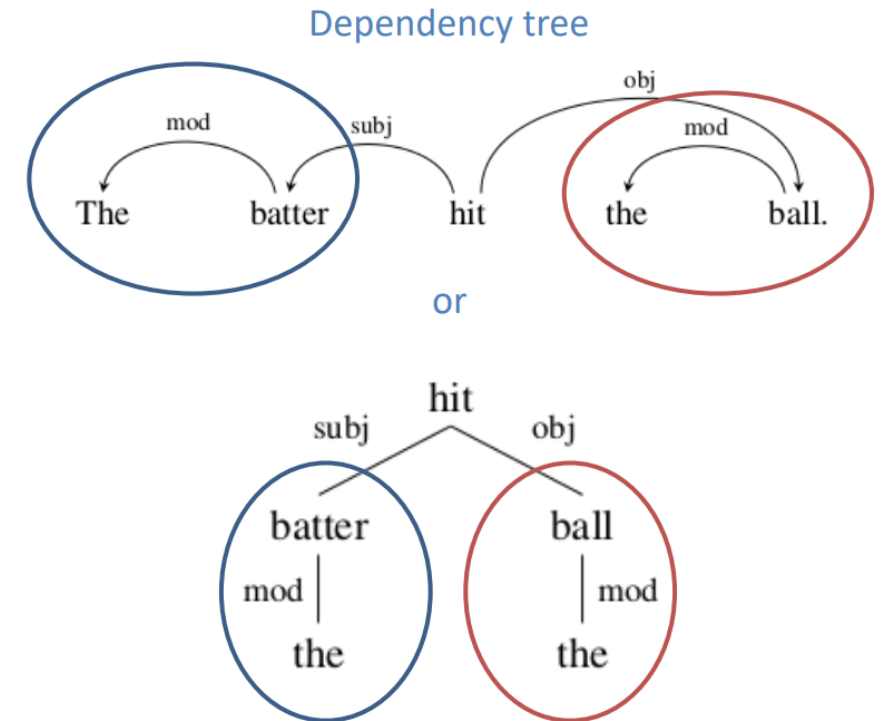 Dependency tree
obj
mod subj mod
The batter hit the ball.
or
hit
subj obj
batter ball
mod mod
the the